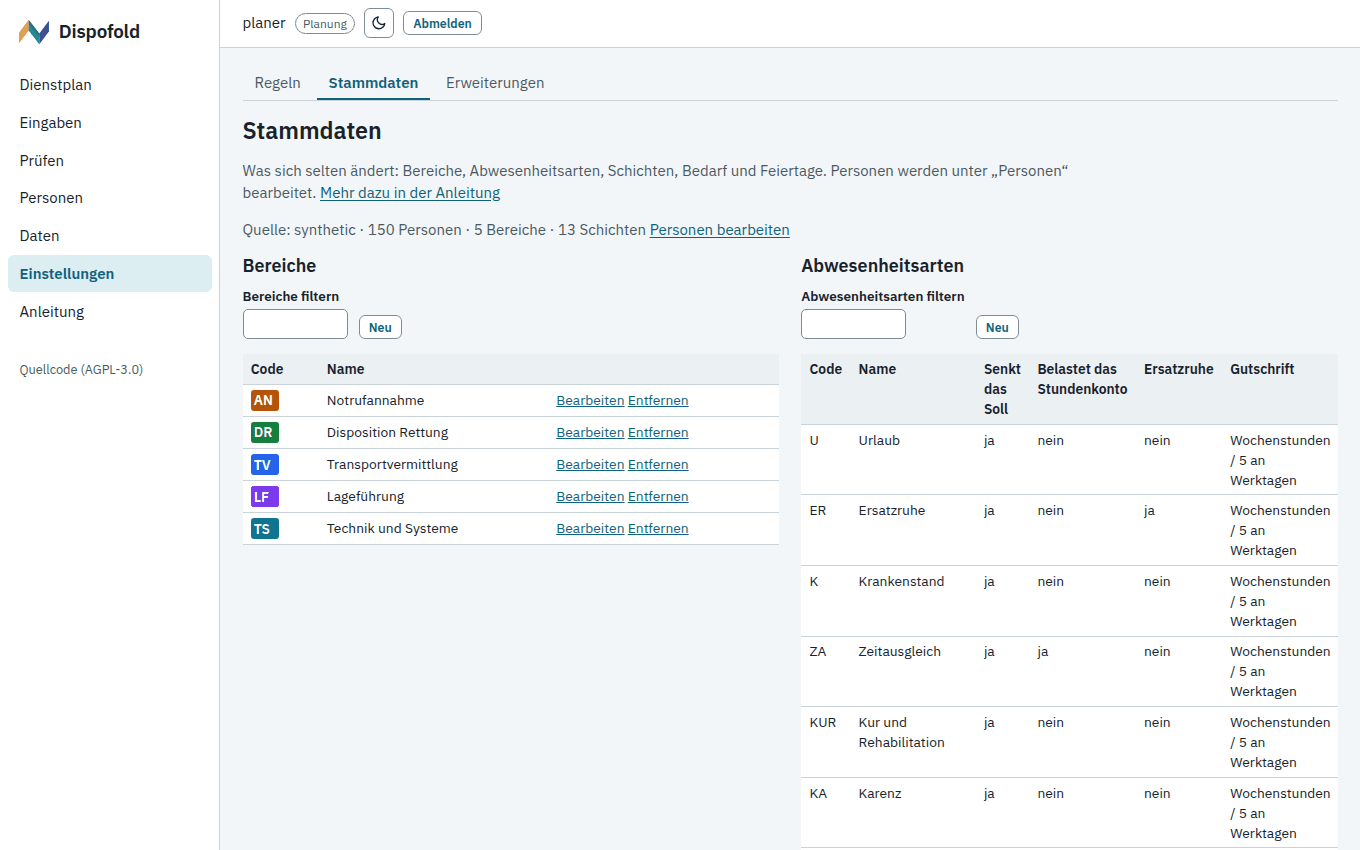 Dispofold
Dienstplan
Eingaben
Prüfen
Personen
Daten
Einstellungen
Anleitung
Quellcode (AGPL-3.0)
planer Planung Abmelden
Regeln Stammdaten Erweiterungen
Stammdaten
Was sich selten ändert: Bereiche, Abwesenheitsarten, Schichten, Bedarf und Feiertage. Personen werden unter „Personen“
bearbeitet. Mehr dazu in der Anleitung
Quelle: synthetic · 150 Personen · 5 Bereiche · 13 Schichten Personen bearbeiten
Bereiche
Bereiche filtern
Neu
Code Name
AN Notrufannahme Bearbeiten Entfernen
DR Disposition Rettung Bearbeiten Entfernen
TV Transportvermittlung Bearbeiten Entfernen
LF Lageführung Bearbeiten Entfernen
TS Technik und Systeme Bearbeiten Entfernen
Abwesenheitsarten
Abwesenheitsarten filtern
Neu
Code Name Senkt Belastet das Ersatzruhe Gutschrift
das Stundenkonto
Soll
U Urlaub ja nein nein Wochenstunden
/ 5 an
Werktagen
ER Ersatzruhe ja nein ja Wochenstunden
/ 5 an
Werktagen
K Krankenstand ja nein nein Wochenstunden
/ 5 an
Werktagen
ZA Zeitausgleich ja ja nein Wochenstunden
/ 5 an
Werktagen
KUR Kur und ja nein nein Wochenstunden
Rehabilitation / 5 an
Werktagen
KA Karenz ja nein nein Wochenstunden
/ 5 an
Werktagen